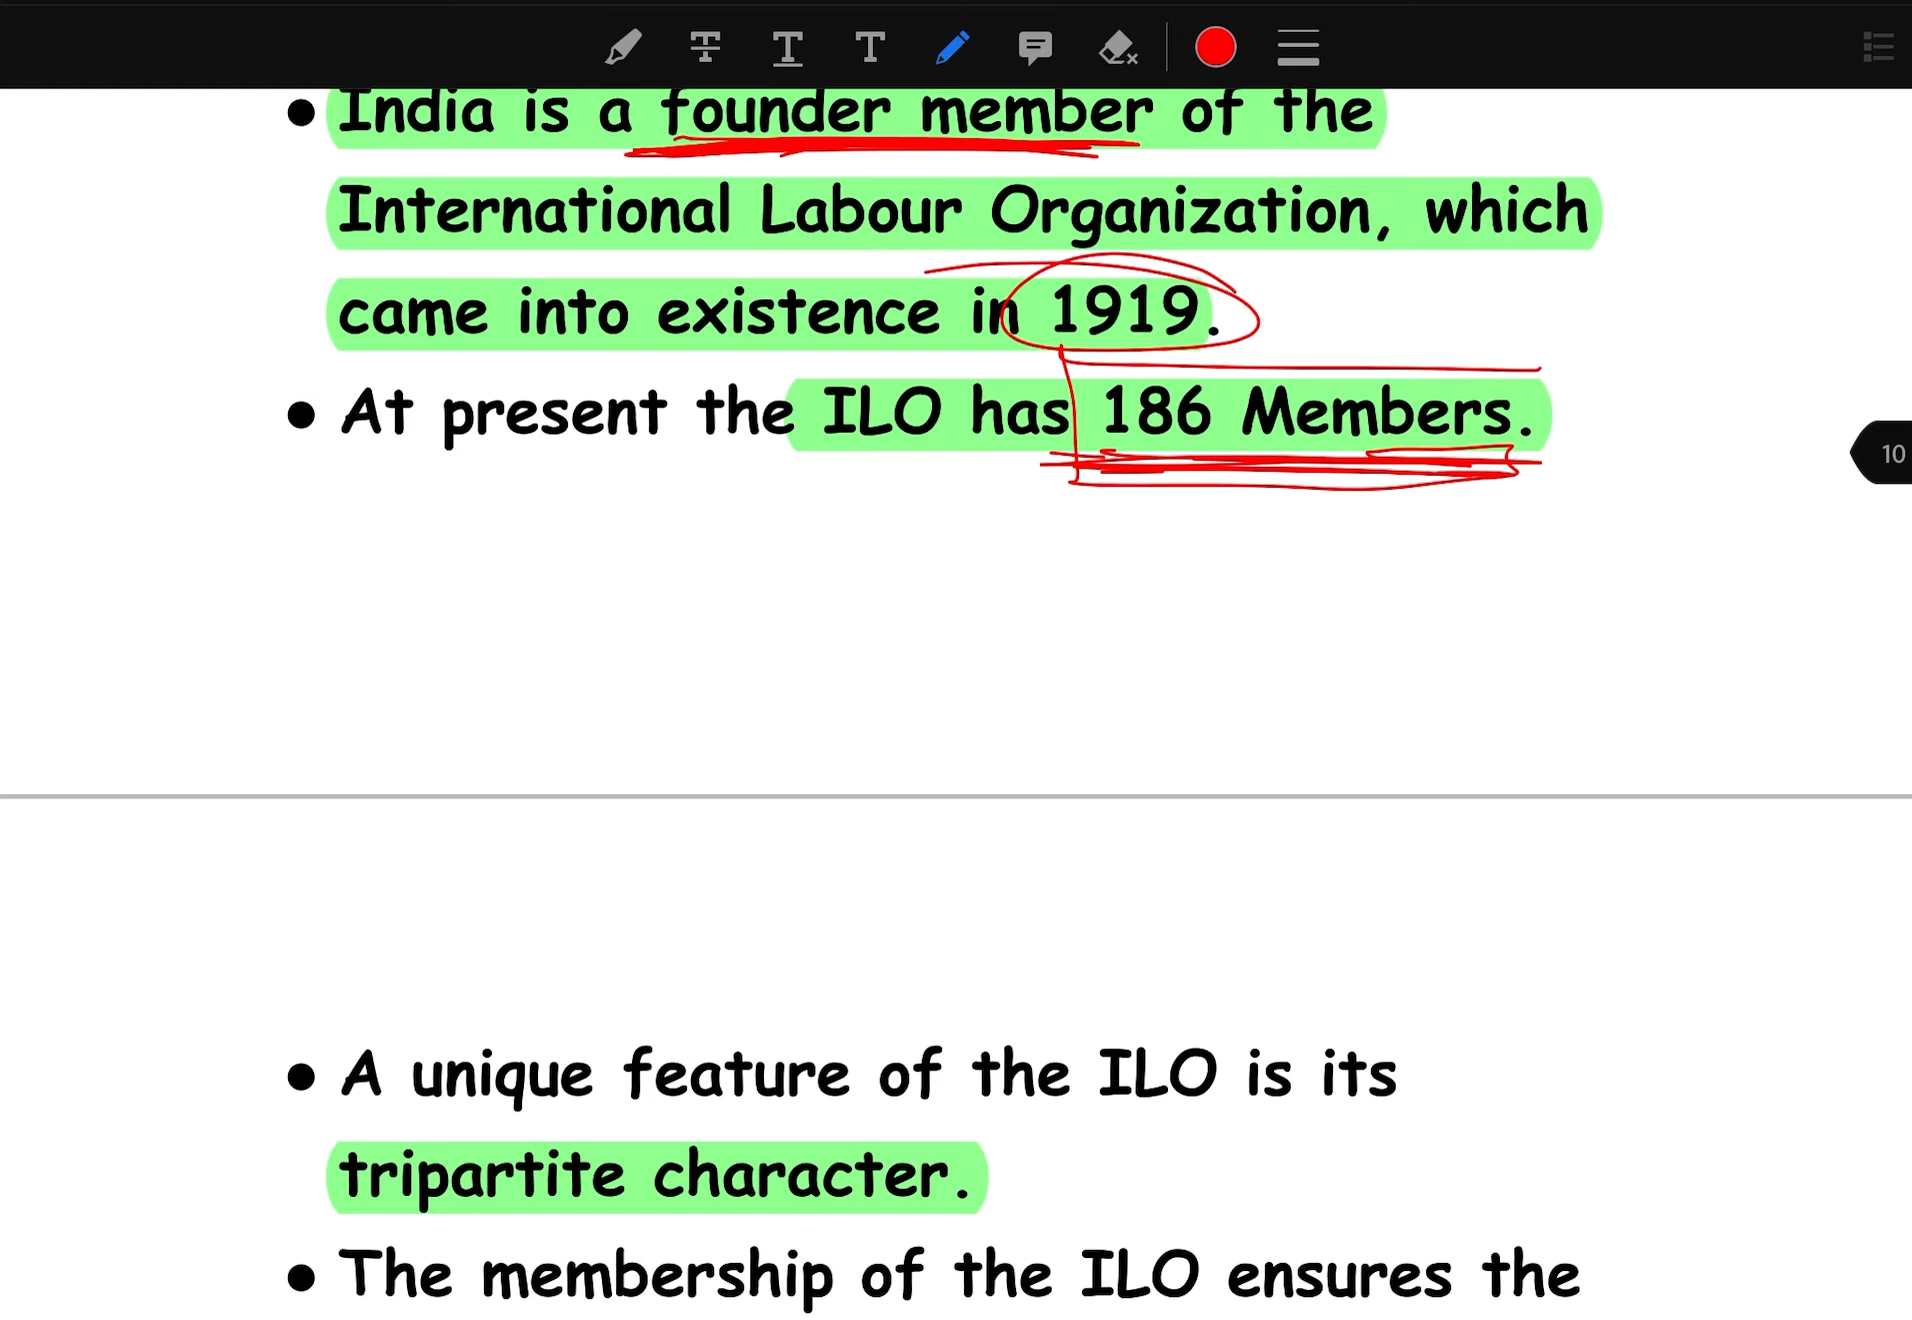 India is a founder member of the
International Labour Organization, which
came into existence in 1919.
At present the ILO has 186 Members.
10
A unique feature of the ILO is its
tripartite character.
The membership of the ILO ensures the